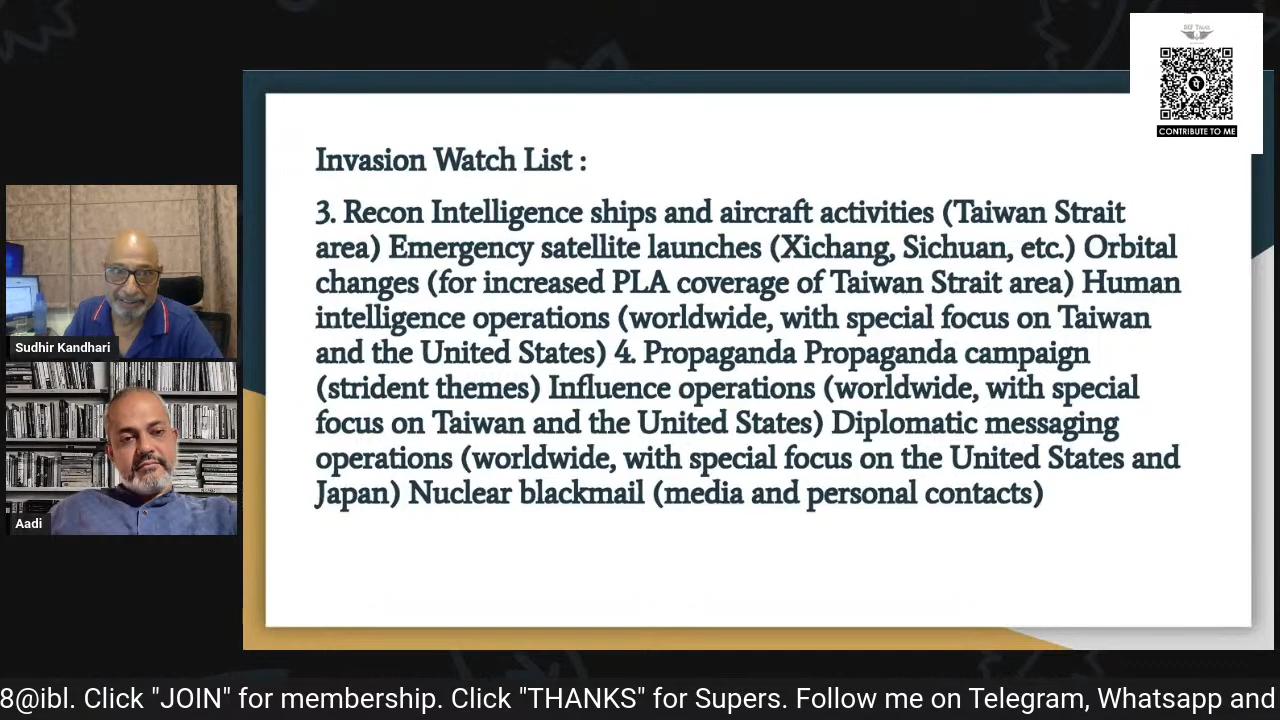 DEF TALKS
CONTRIBUTE TO ME
Invasion Watch List :
3. Recon Intelligence ships and aircraft activities (Taiwan Strait
area) Emergency satellite launches (Xichang, Sichuan, etc.) Orbital
changes (for increased PLA coverage of Taiwan Strait area) Human
intelligence operations (worldwide, with special focus on Taiwan
and the United States) 4. Propaganda Propaganda campaign
(strident themes) Influence operations (worldwide, with special
focus on Taiwan and the United States) Diplomatic messaging
operations (worldwide, with special focus on the United States and
Japan) Nuclear blackmail (media and personal contacts)
Sudhir Kandhari
Aadi
8@ibl. Click "JOIN" for membership. Click "THANKS" for Supers. Follow me on Telegram, Whatsapp and